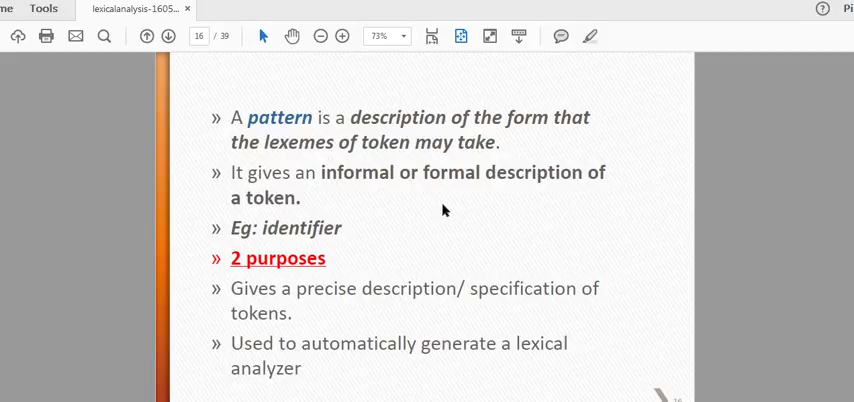 me Tools lexicalanalysis-1605... × ? Pi
16 / 39 73%
» A pattern is a description of the form that
the lexemes of token may take.
» It gives an informal or formal description of
a token.
» Eg: identifier
» 2 purposes
» Gives a precise description/ specification of
tokens.
» Used to automatically generate a lexical
analyzer
16